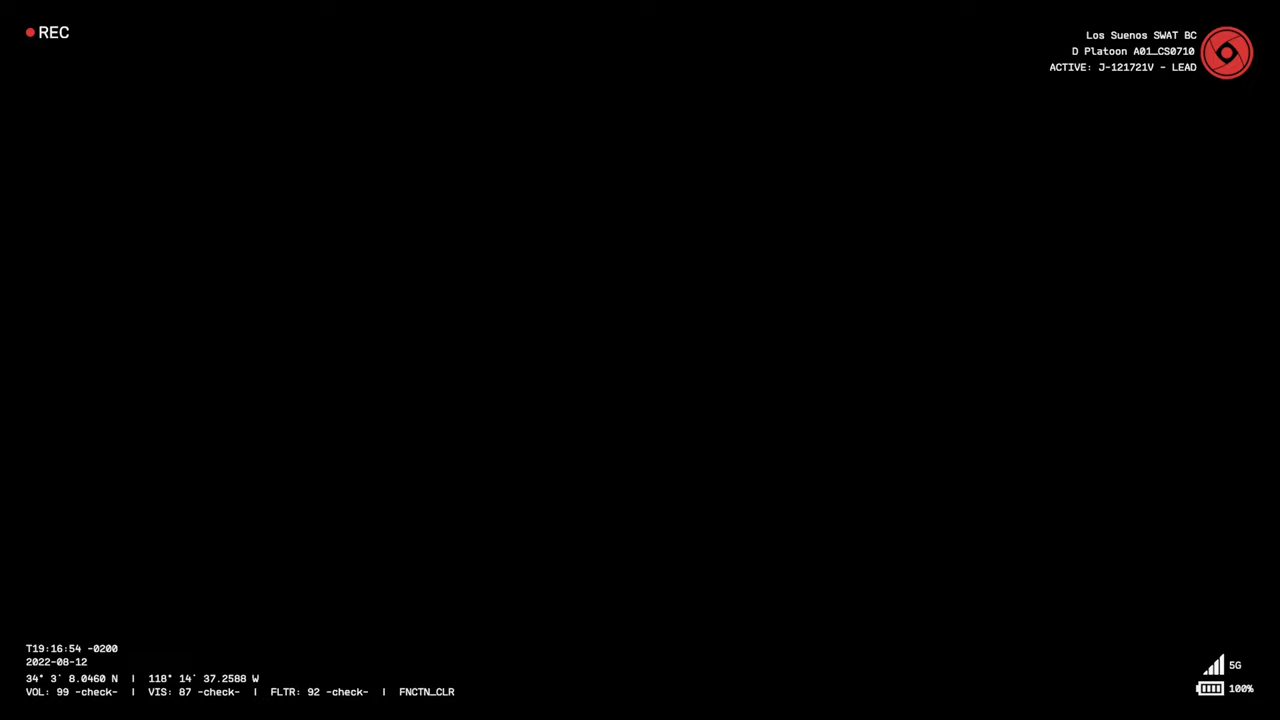 REC
Los Suenos SWAT BC
D Platoon A01_CS0710
ACTIVE: J-121721V - LEAD
T19:16:54 -0200
2022-08-12
34° 3' 8.0460 N | 118° 14' 37.2588 W
VOL: 99 -check- | VIS: 87 -check- | FLTR: 92 -check- | FNCTN_CLR
5G
100%